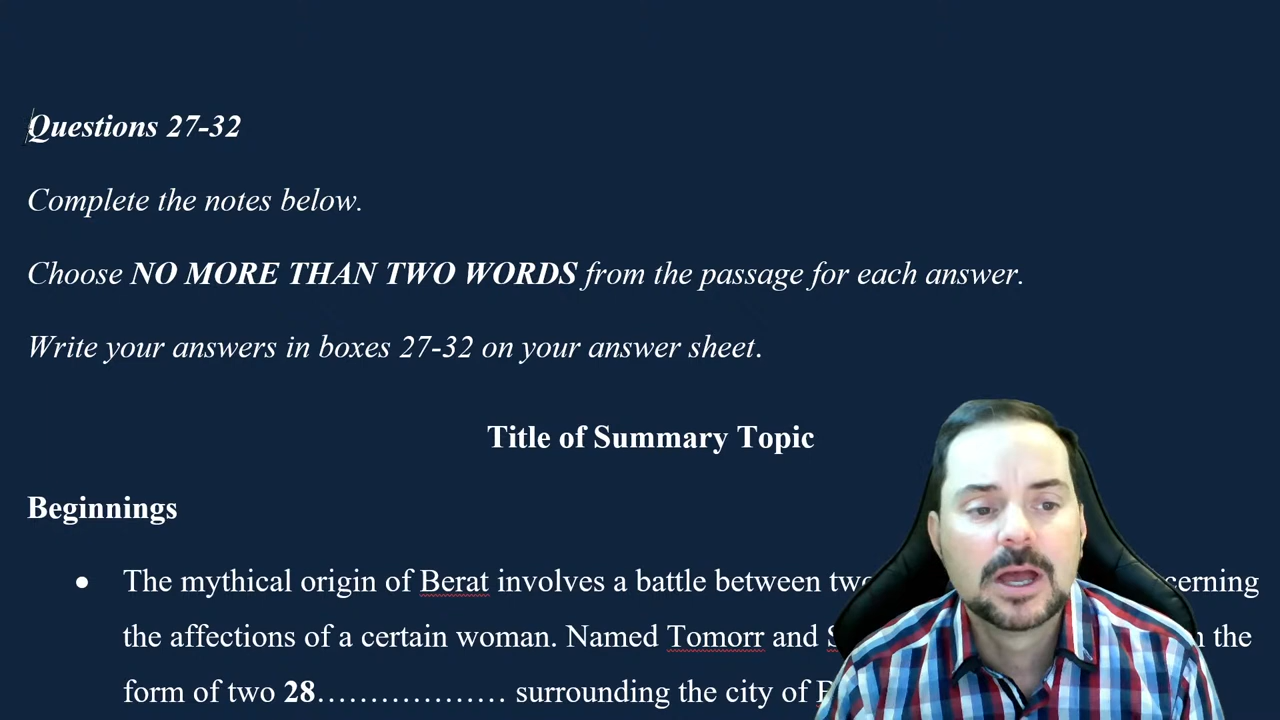 Questions 27-32
Complete the notes below.
Choose NO MORE THAN TWO WORDS from the passage for each answer.
Write your answers in boxes 27-32 on your answer sheet.
Title of Summary Topic
Beginnings
• The mythical origin of Berat involves a battle between
the affections of a certain woman. Named Tomorr and the
form of two 28……………… surrounding the city of